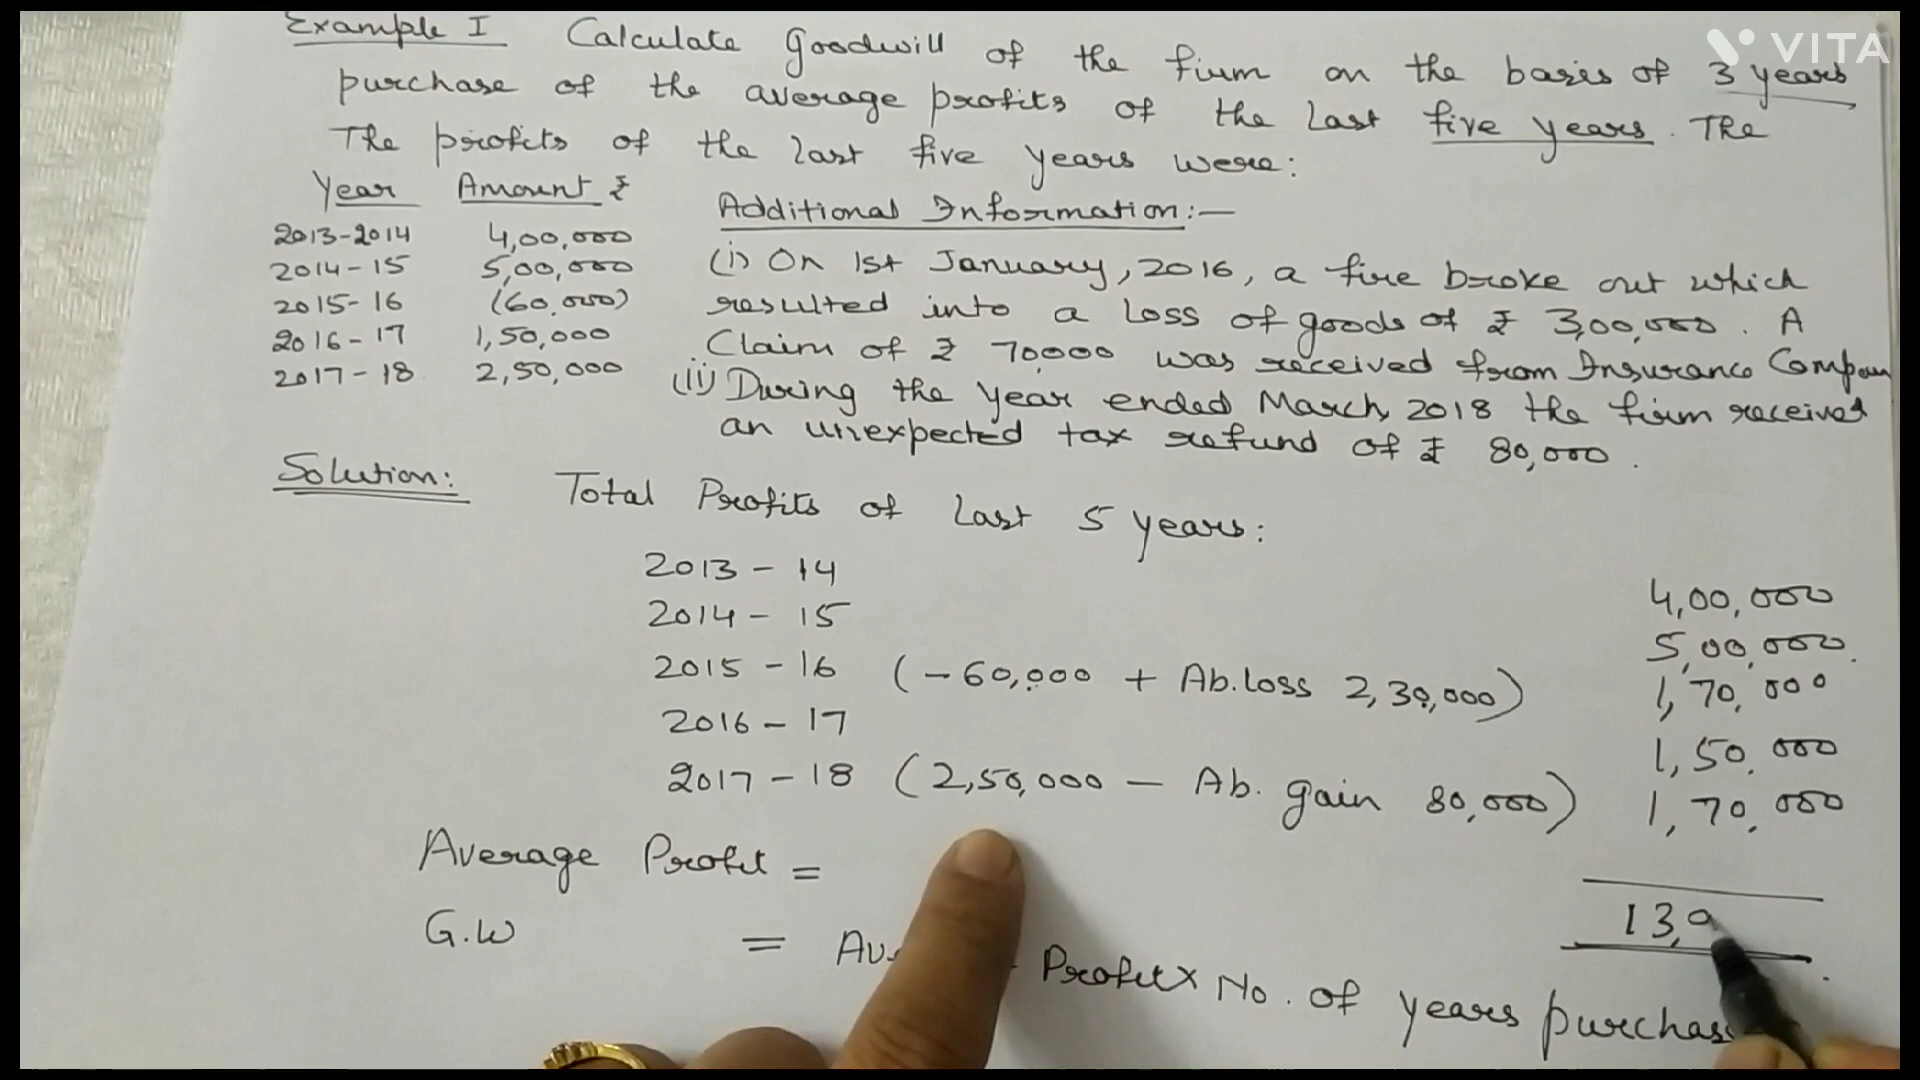 VITA
Example I Calculate goodwill of the firm on the basis of 3 years
purchase of the average profits of the last five years. The
The profits of the last five years were:
Year Amount ₹
2013-2014 4,00,000
2014-15 5,00,000
2015-16 (60,000)
2016-17 1,50,000
2017-18 2,50,000
Additional Information:-
(i) On 1st January, 2016, a fire broke out which
resulted into a loss of goods of ₹ 3,00,000. A
Claim of ₹ 70000 was received from Insurance
(ii) During the year ended March, 2018 the firm received
an unexpected tax refund of ₹ 80,000.
Solution: Total Profits of Last 5 years:
2013-14 4,00,000
2014-15 5,00,000
2015-16 (-60,000 + Ab.Loss 2,30,000) 1,70,000
2016-17 1,50,000
2017-18 (2,50,000 - Ab. gain 80,000) 1,70,000
13,
Average Profit =
G.W = Profit x No. of years